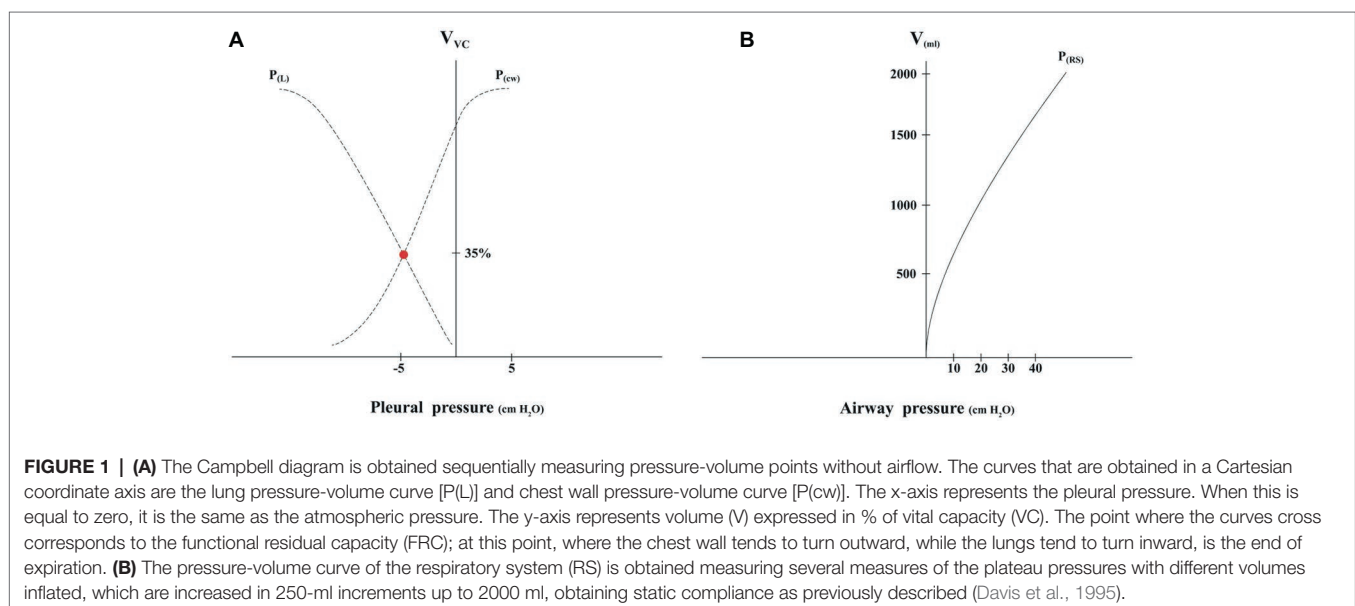 A
V_VC
P_(L)
P_(cw)
35%
-5
5
Pleural pressure (cm H₂O)
B
V_(ml)
P_(RS)
2000
1500
1000
500
10 20 30 40
Airway pressure (cm H₂O)
FIGURE 1 | (A) The Campbell diagram is obtained sequentially measuring pressure-volume points without airflow. The curves that are obtained in a Cartesian
coordinate axis are the lung pressure-volume curve [P(L)] and chest wall pressure-volume curve [P(cw)]. The x-axis represents the pleural pressure. When this is
equal to zero, it is the same as the atmospheric pressure. The y-axis represents volume (V) expressed in % of vital capacity (VC). The point where the curves cross
corresponds to the functional residual capacity (FRC); at this point, where the chest wall tends to turn outward, while the lungs tend to turn inward, is the end of
expiration. (B) The pressure-volume curve of the respiratory system (RS) is obtained measuring several measures of the plateau pressures with different volumes
inflated, which are increased in 250-ml increments up to 2000 ml, obtaining static compliance as previously described (Davis et al., 1995).